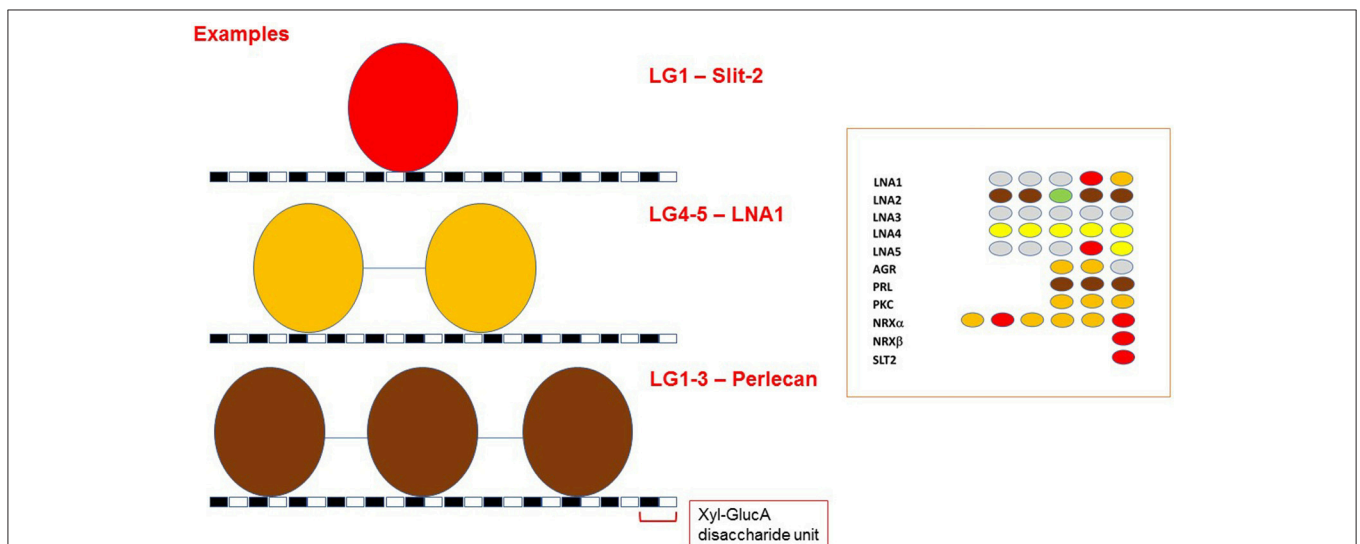 Examples
LG1 – Slit-2
LG4-5 – LNA1
LG1-3 – Perlecan
Xyl-GlucA
disaccharide unit
LNA1
LNA2
LNA3
LNA4
LNA5
AGR
PRL
PKC
NRXα
NRXβ
SLT2